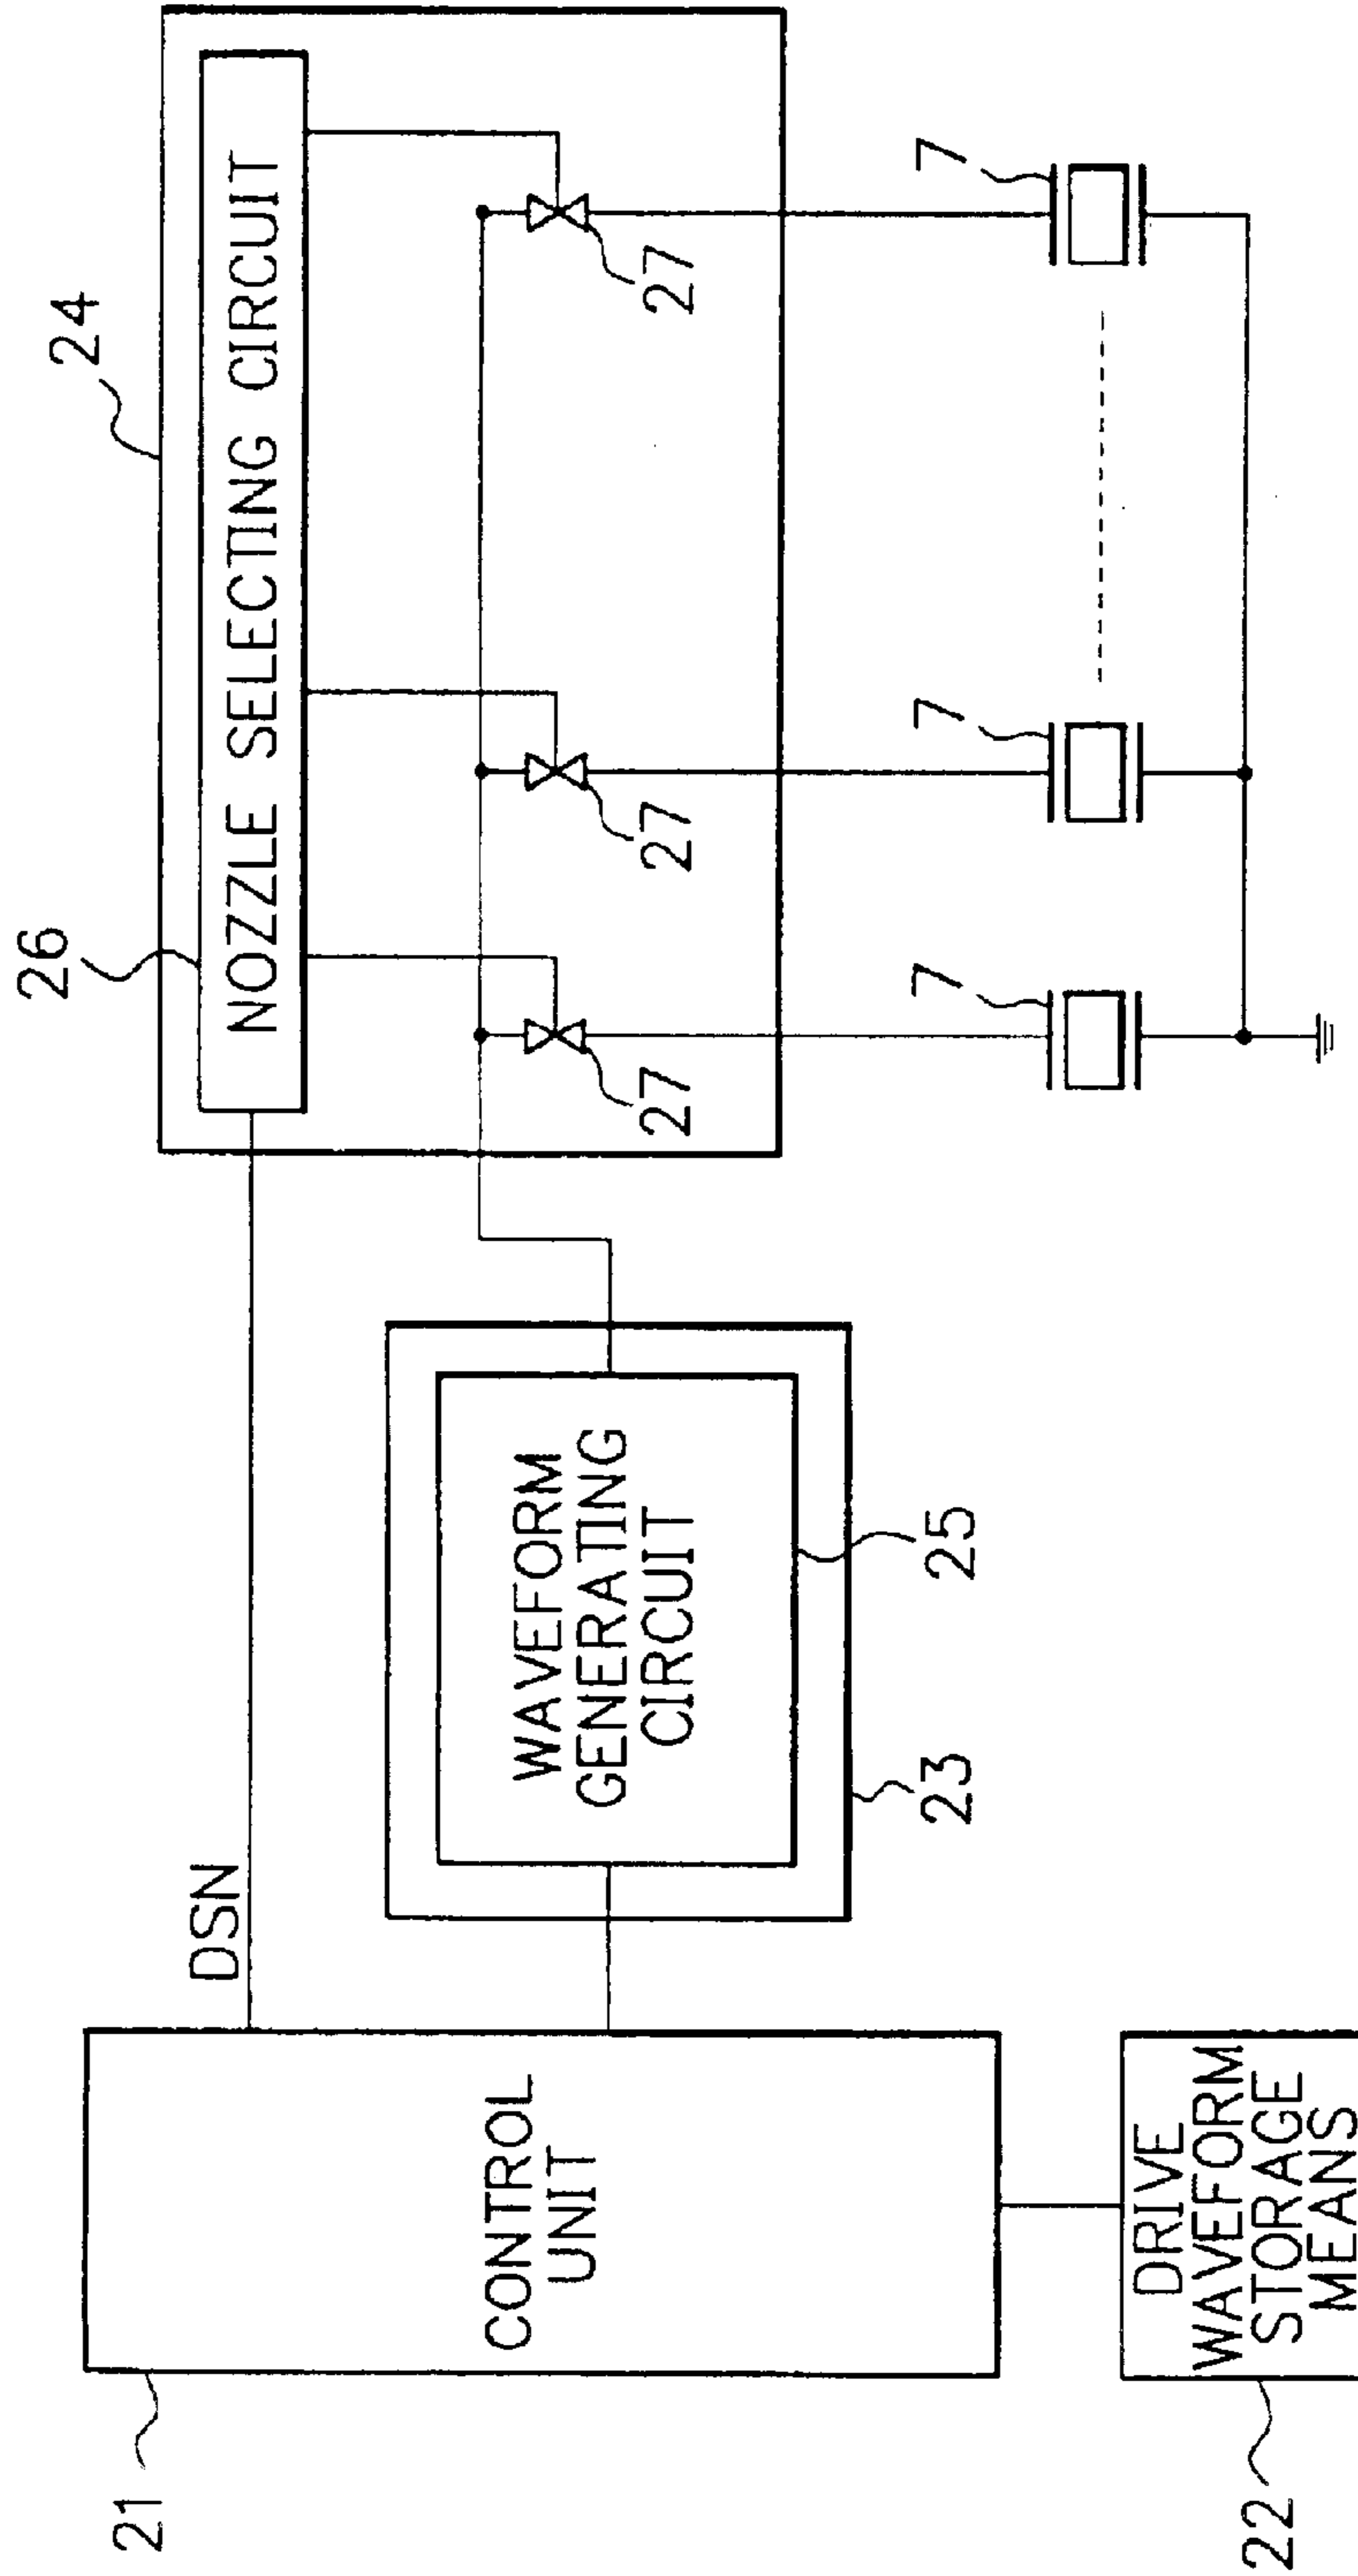 24
26
NOZZLE SELECTING CIRCUIT
27
27
27
7
7
7
DSN
WAVEFORM
GENERATING
CIRCUIT
25
23
21
CONTROL
UNIT
DRIVE
WAVEFORM
STORAGE
MEANS
22